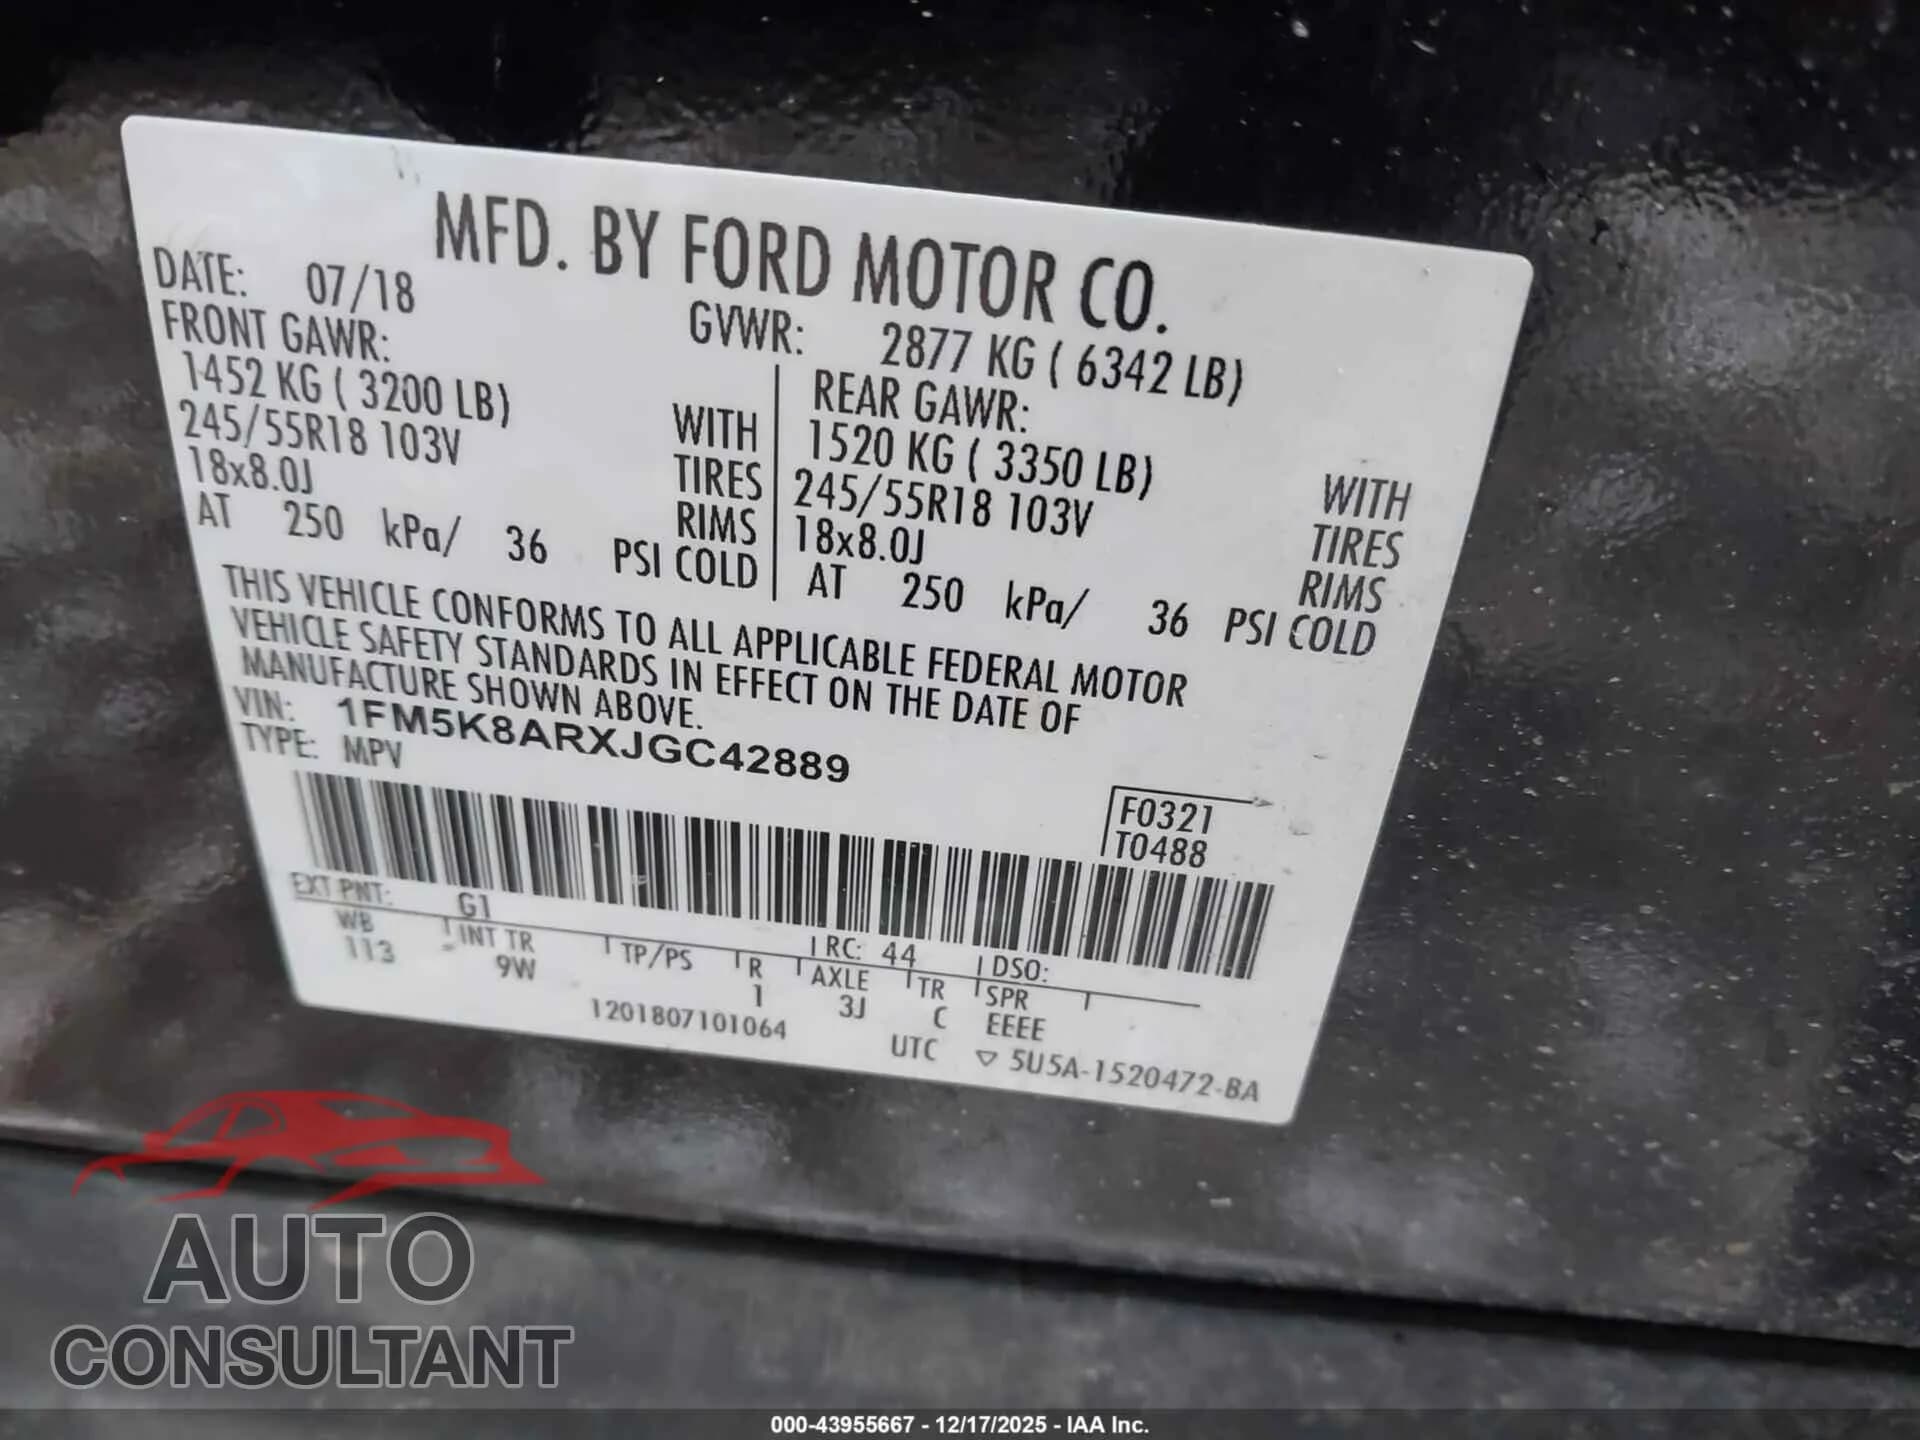 MFD. BY FORD MOTOR CO.
DATE: 07/18 GVWR: 2877 KG ( 6342 LB)
FRONT GAWR: REAR GAWR:
1452 KG ( 3200 LB) WITH 1520 KG ( 3350 LB) WITH
245/55R18 103V TIRES 245/55R18 103V TIRES
18x8.0J RIMS 18x8.0J RIMS
AT 250 kPa/ 36 PSI COLD AT 250 kPa/ 36 PSI COLD
THIS VEHICLE CONFORMS TO ALL APPLICABLE FEDERAL MOTOR
VEHICLE SAFETY STANDARDS IN EFFECT ON THE DATE OF
MANUFACTURE SHOWN ABOVE.
VIN: 1FM5K8ARXJGC42889
TYPE: MPV
F0321
T0488
EXT PNT: G1 RC: 44 DSO:
WB INT TR TP/PS R AXLE TR SPR
113 9W 1 3J C EEEE
1201807101064 UTC ▽ 5U5A-1520472-BA
AUTO
CONSULTANT
000-43955667 - 12/17/2025 - IAA Inc.